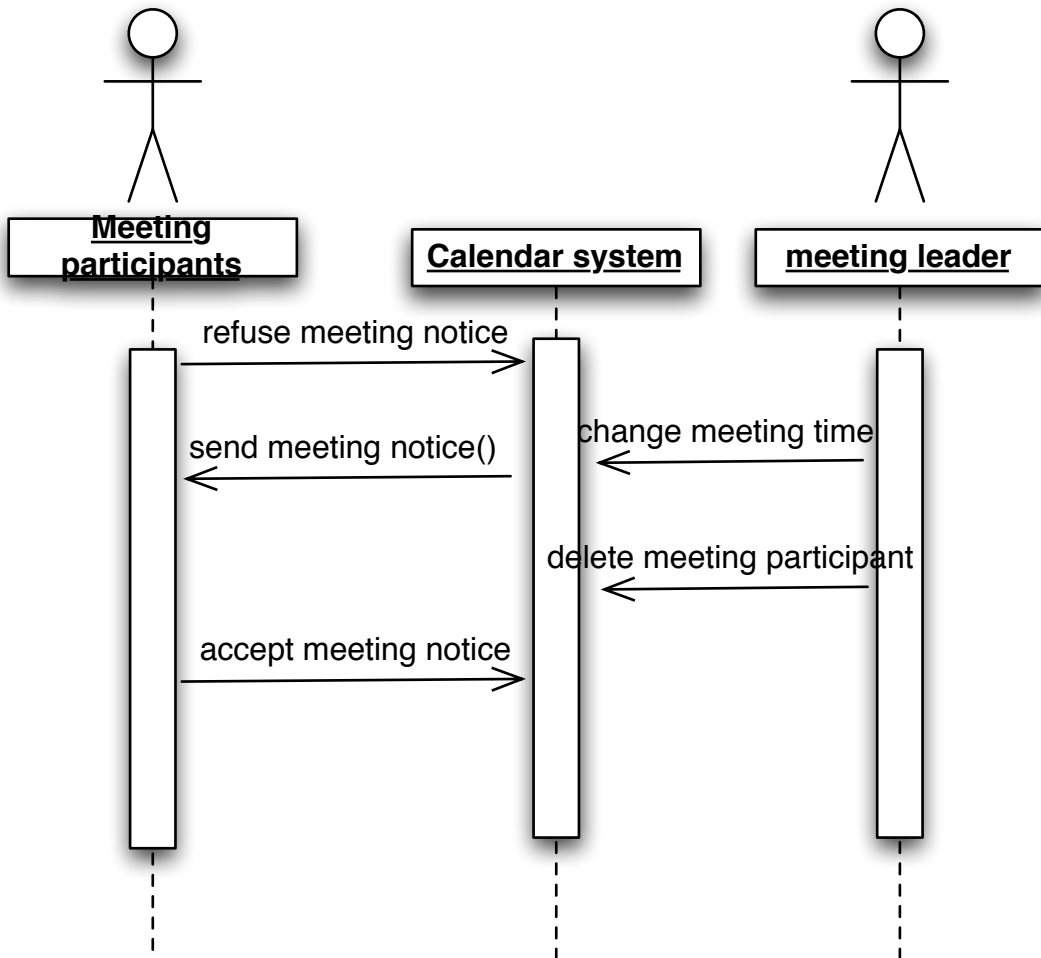 Meeting
participants
Calendar system
meeting leader
refuse meeting notice
change meeting time
send meeting notice()
delete meeting participant
accept meeting notice